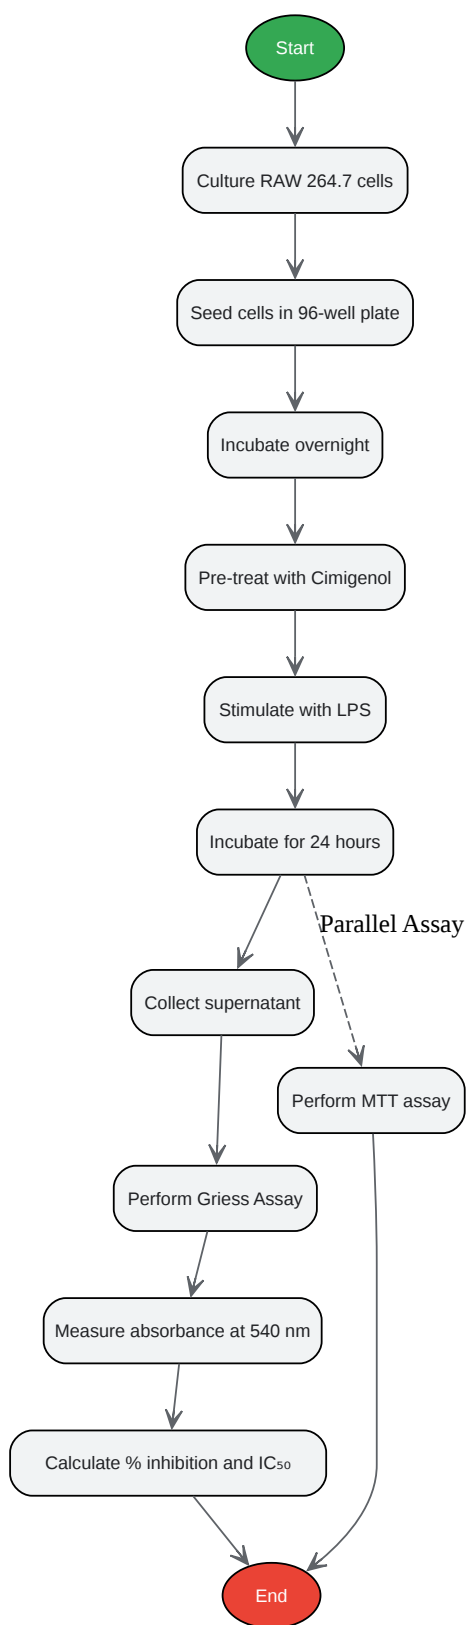 Start
Culture RAW 264.7 cells
Seed cells in 96-well plate
Incubate overnight
Pre-treat with Cimigenol
Stimulate with LPS
Incubate for 24 hours
Parallel Assay
Collect supernatant
Perform MTT assay
Perform Griess Assay
Measure absorbance at 540 nm
Calculate % inhibition and IC₅₀
End